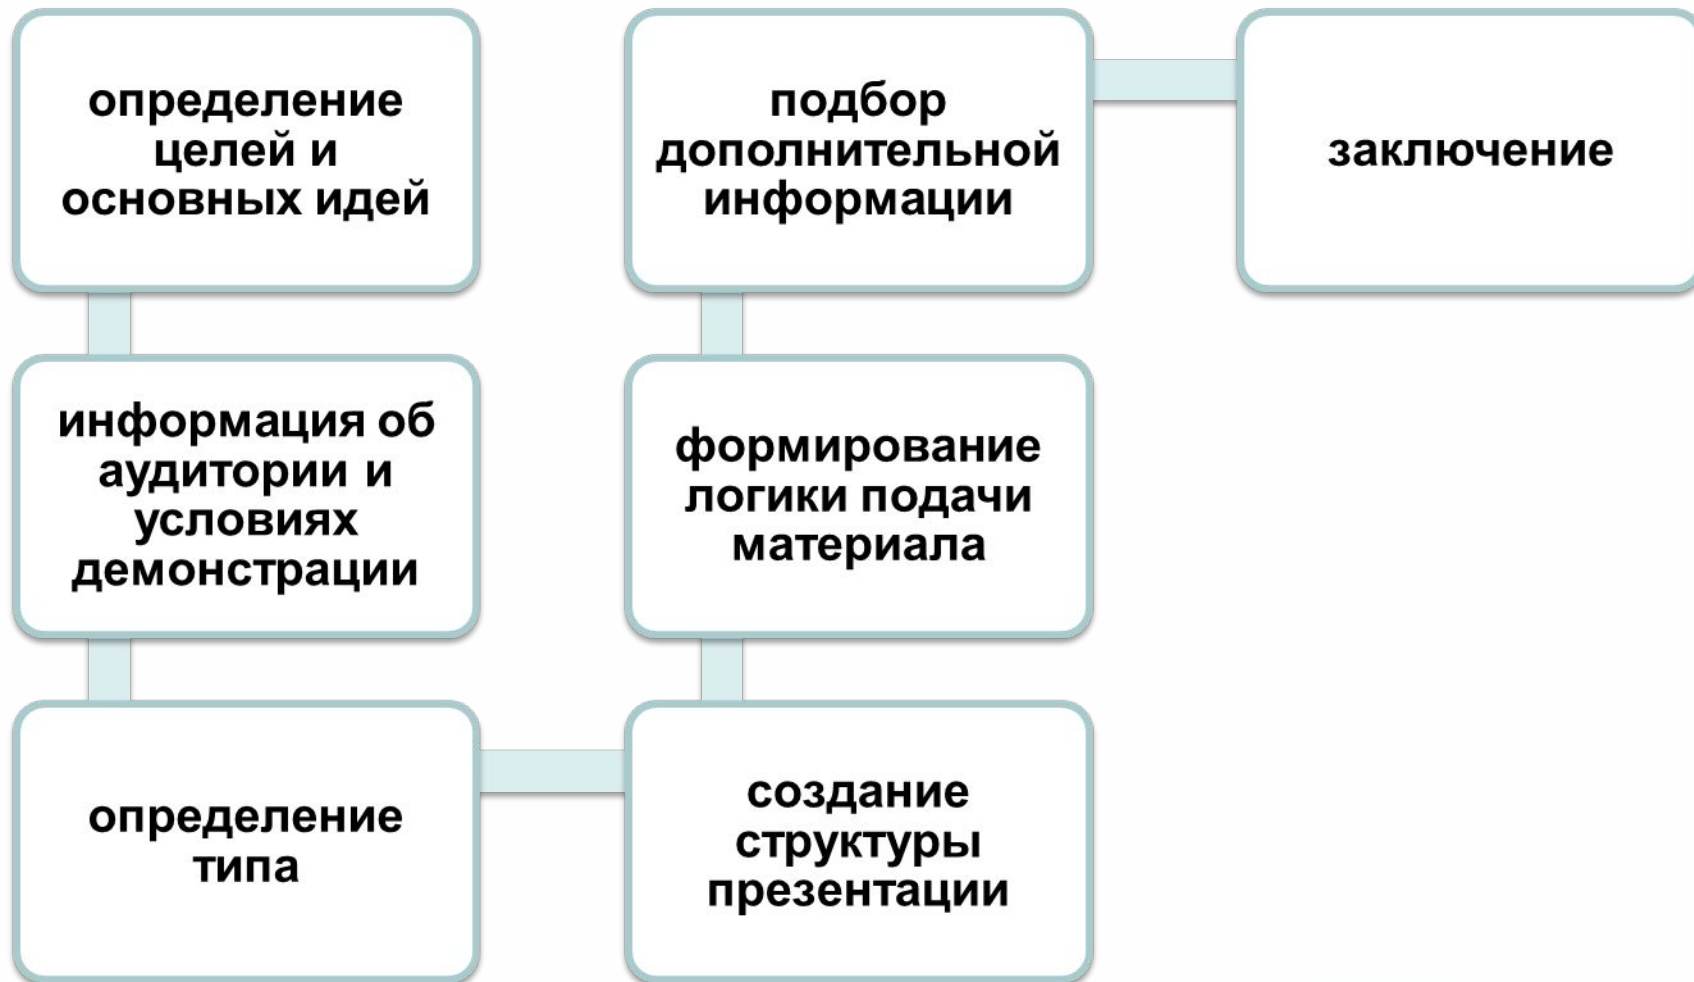 определение
целей и
основных идей
информация об
аудитории и
условиях
демонстрации
определение
типа
создание
структуры
презентации
формирование
логики подачи
материала
подбор
дополнительной
информации
заключение